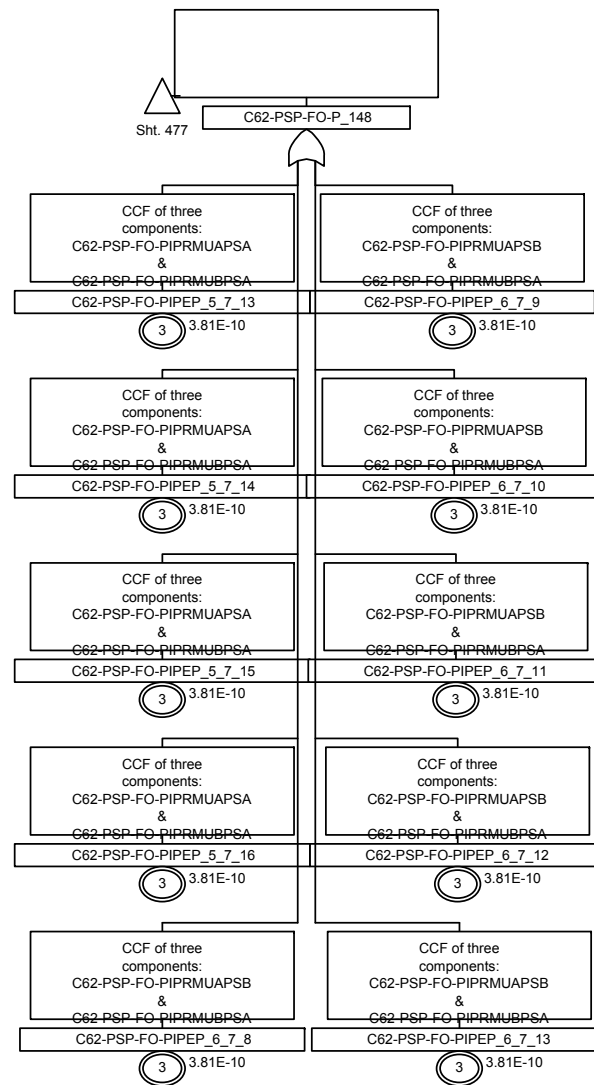 C62-PSP-FO-P_148
Sht. 477
CCF of three
components:
C62-PSP-FO-PIPRMUAPSA
&
C62-PSP-FO-PIPRMUBPSA
C62-PSP-FO-PIPEP_5_7_13
3
3.81E-10
CCF of three
components:
C62-PSP-FO-PIPRMUAPSB
&
C62-PSP-FO-PIPRMUBPSA
C62-PSP-FO-PIPEP_6_7_9
3
3.81E-10
CCF of three
components:
C62-PSP-FO-PIPRMUAPSA
&
C62-PSP-FO-PIPRMUBPSA
C62-PSP-FO-PIPEP_5_7_14
3
3.81E-10
CCF of three
components:
C62-PSP-FO-PIPRMUAPSB
&
C62-PSP-FO-PIPRMUBPSA
C62-PSP-FO-PIPEP_6_7_10
3
3.81E-10
CCF of three
components:
C62-PSP-FO-PIPRMUAPSA
&
C62-PSP-FO-PIPRMUBPSA
C62-PSP-FO-PIPEP_5_7_15
3
3.81E-10
CCF of three
components:
C62-PSP-FO-PIPRMUAPSB
&
C62-PSP-FO-PIPRMUBPSA
C62-PSP-FO-PIPEP_6_7_11
3
3.81E-10
CCF of three
components:
C62-PSP-FO-PIPRMUAPSA
&
C62-PSP-FO-PIPRMUBPSA
C62-PSP-FO-PIPEP_5_7_16
3
3.81E-10
CCF of three
components:
C62-PSP-FO-PIPRMUAPSB
&
C62-PSP-FO-PIPRMUBPSA
C62-PSP-FO-PIPEP_6_7_12
3
3.81E-10
CCF of three
components:
C62-PSP-FO-PIPRMUAPSB
&
C62-PSP-FO-PIPRMUBPSA
C62-PSP-FO-PIPEP_6_7_8
3
3.81E-10
CCF of three
components:
C62-PSP-FO-PIPRMUAPSB
&
C62-PSP-FO-PIPRMUBPSA
C62-PSP-FO-PIPEP_6_7_13
3
3.81E-10